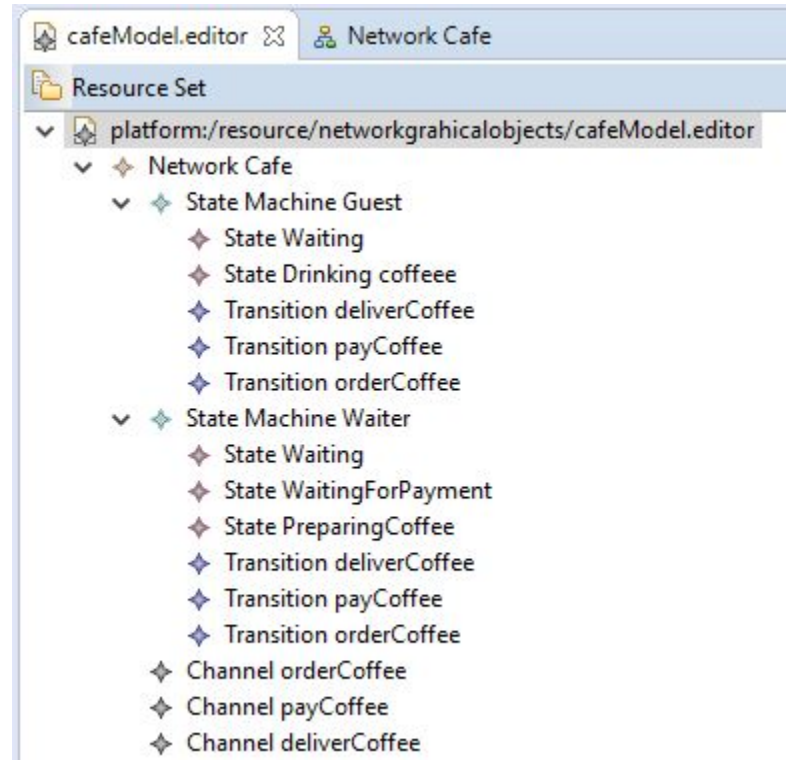 cafeModel.editor Network Cafe
Resource Set
platform:/resource/networkgrahicalobjects/cafeModel.editor
Network Cafe
State Machine Guest
State Waiting
State Drinking coffeee
Transition deliverCoffee
Transition payCoffee
Transition orderCoffee
State Machine Waiter
State Waiting
State WaitingForPayment
State PreparingCoffee
Transition deliverCoffee
Transition payCoffee
Transition orderCoffee
Channel orderCoffee
Channel payCoffee
Channel deliverCoffee